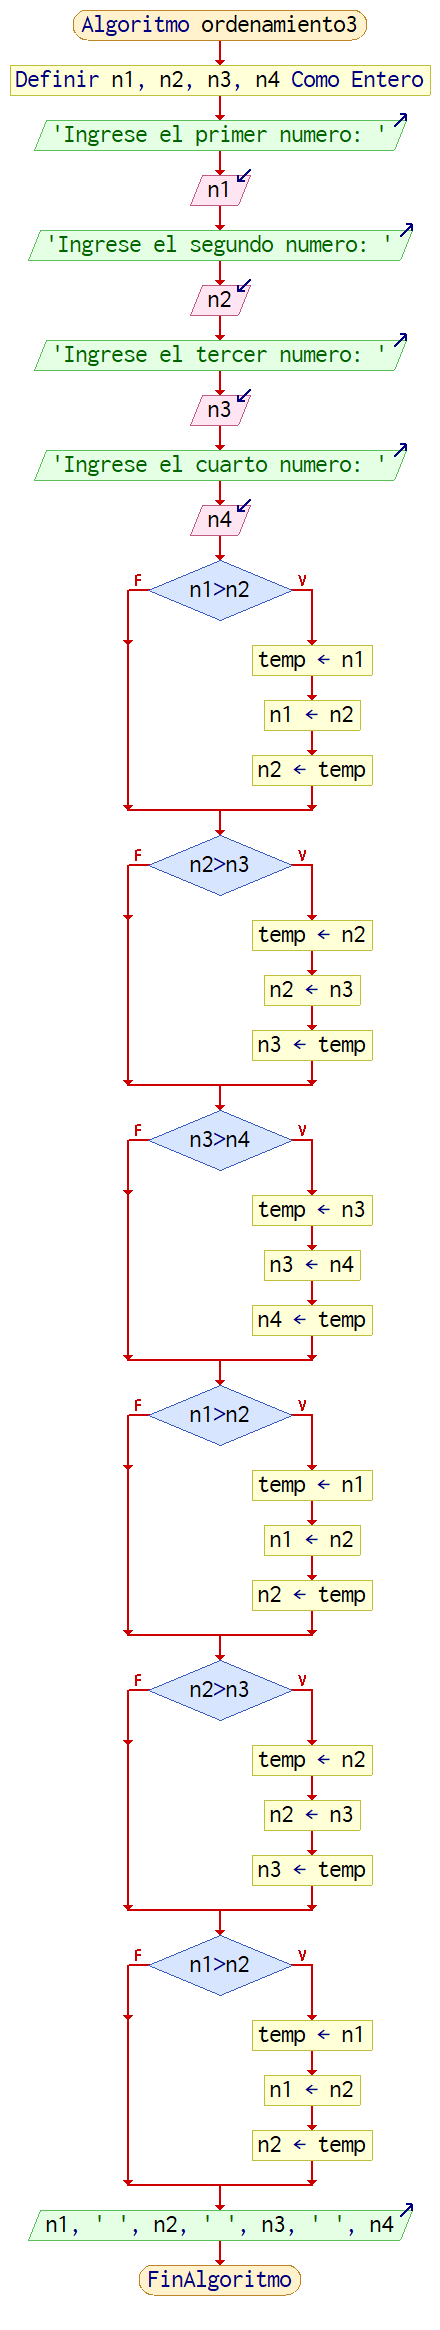 Algoritmo ordenamiento3
Definir n1, n2, n3, n4 Como Entero
'Ingrese el primer numero: '
n1
'Ingrese el segundo numero: '
n2
'Ingrese el tercer numero: '
n3
'Ingrese el cuarto numero: '
n4
F n1>n2 V
temp ← n1
n1 ← n2
n2 ← temp
F n2>n3 V
temp ← n2
n2 ← n3
n3 ← temp
F n3>n4 V
temp ← n3
n3 ← n4
n4 ← temp
F n1>n2 V
temp ← n1
n1 ← n2
n2 ← temp
F n2>n3 V
temp ← n2
n2 ← n3
n3 ← temp
F n1>n2 V
temp ← n1
n1 ← n2
n2 ← temp
n1, ' ', n2, ' ', n3, ' ', n4
FinAlgoritmo